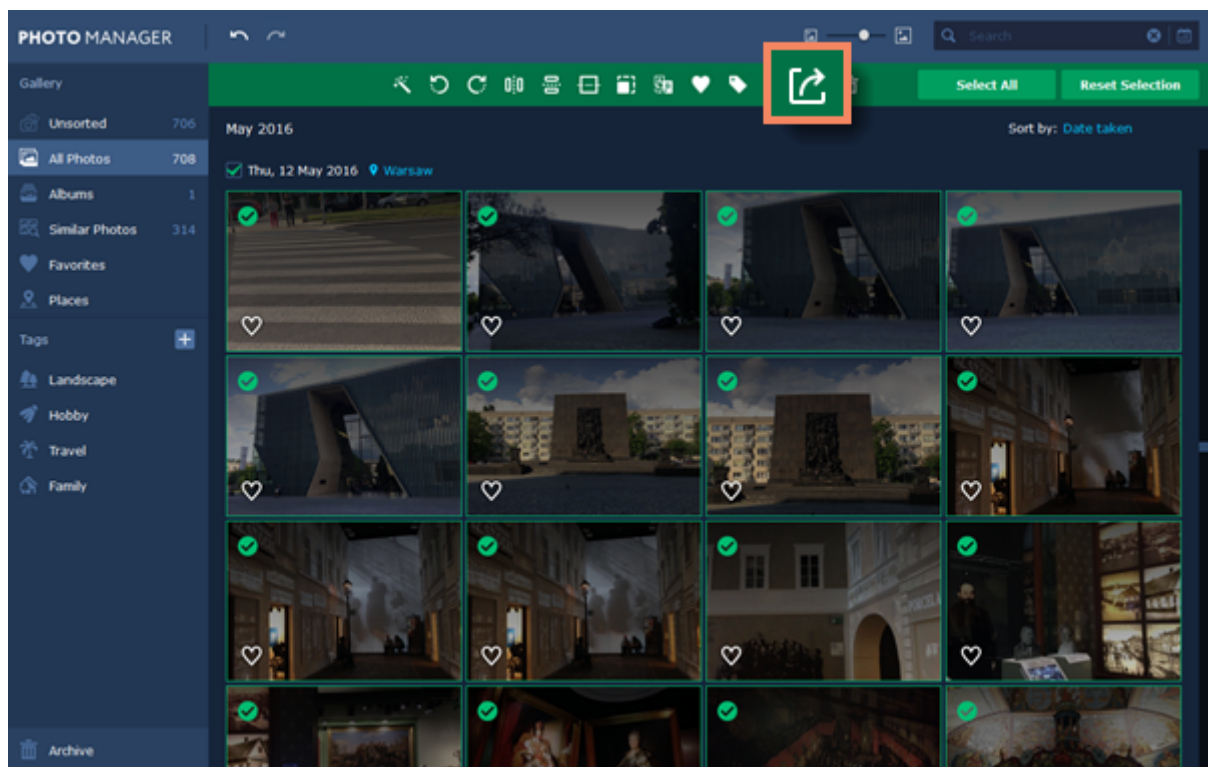 PHOTO MANAGER
Search
Gallery
Select All
Reset Selection
Unsorted 706
May 2016
Sort by: Date taken
All Photos 708
Thu, 12 May 2016 Warsaw
Albums 1
Similar Photos 314
Favorites
Places
Tags
Landscape
Hobby
Travel
Family
Archive